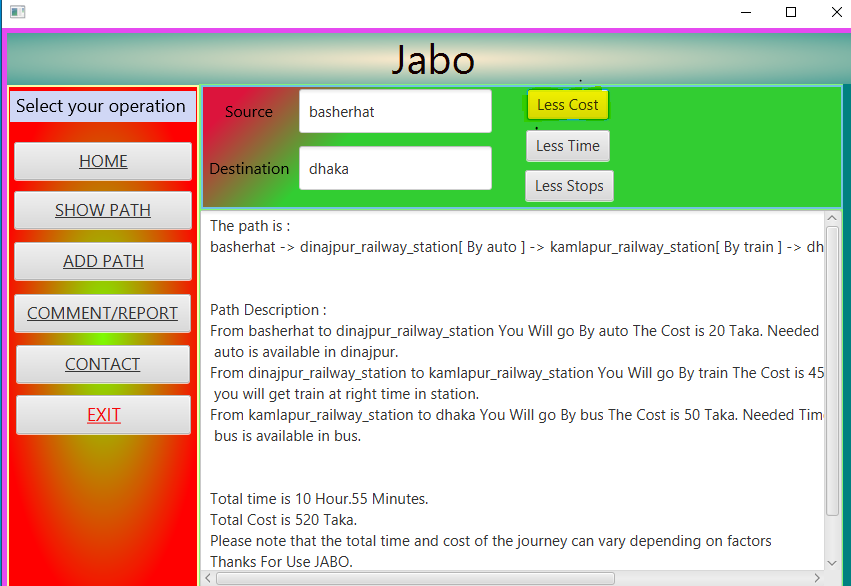 Jabo
Select your operation
HOME
SHOW PATH
ADD PATH
COMMENT/REPORT
CONTACT
EXIT
Source
basherhat
Destination
dhaka
Less Cost
Less Time
Less Stops
The path is :
basherhat -> dinajpur_railway_station[ By auto ] -> kamlapur_railway_station[ By train ] -> dh
Path Description :
From basherhat to dinajpur_railway_station You Will go By auto The Cost is 20 Taka. Needed
auto is available in dinajpur.
From dinajpur_railway_station to kamlapur_railway_station You Will go By train The Cost is 45
you will get train at right time in station.
From kamlapur_railway_station to dhaka You Will go By bus The Cost is 50 Taka. Needed Tim
bus is available in bus.
Total time is 10 Hour.55 Minutes.
Total Cost is 520 Taka.
Please note that the total time and cost of the journey can vary depending on factors
Thanks For Use JABO.